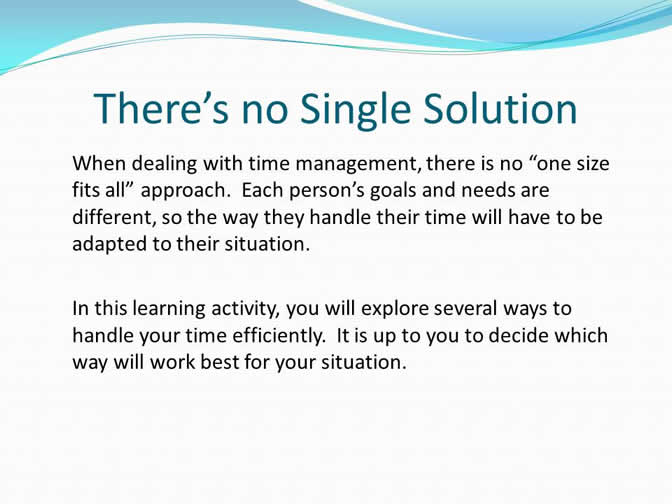 There’s no Single Solution
When dealing with time management, there is no “one size
fits all” approach.  Each person’s goals and needs are
different, so the way they handle their time will have to be
adapted to their situation.
In this learning activity, you will explore several ways to
handle your time efficiently.  It is up to you to decide which
way will work best for your situation.